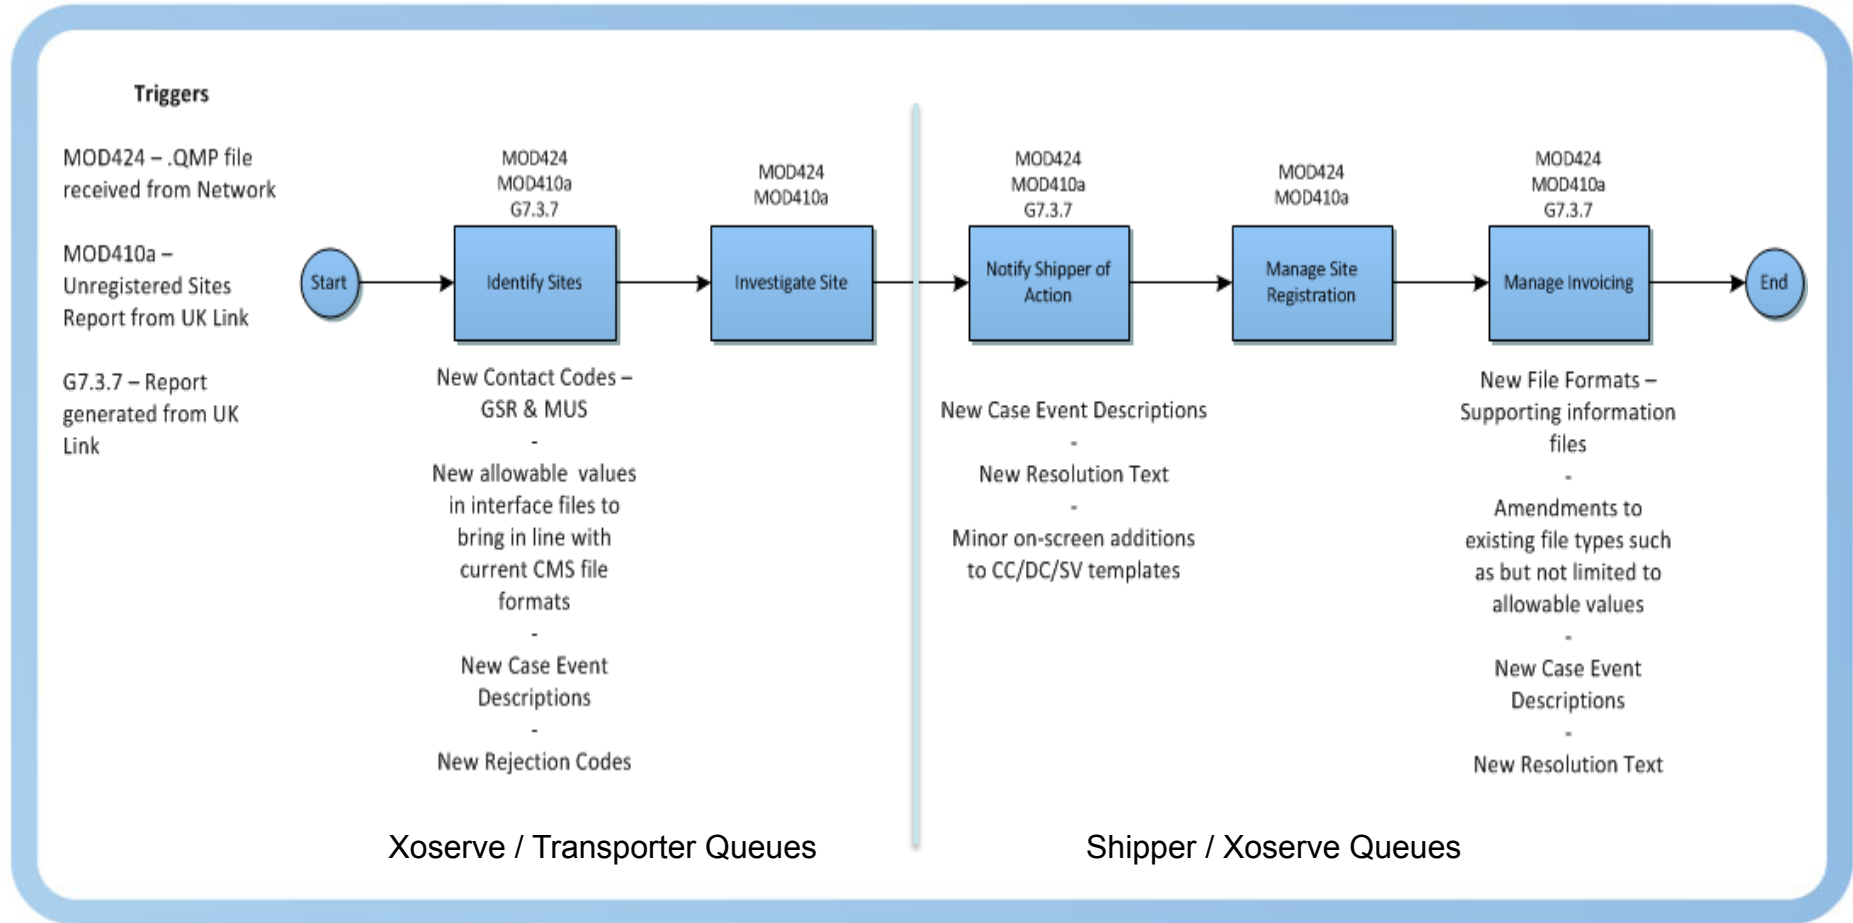 Triggers
MOD424 – .QMP file
received from Network
MOD410a –
Unregistered Sites
Report from UK Link
G7.3.7 – Report
generated from UK
Link
Start
MOD424
MOD410a
G7.3.7
Identify Sites
New Contact Codes –
GSR & MUS
-
New allowable values
in interface files to
bring in line with
current CMS file
formats
-
New Case Event
Descriptions
-
New Rejection Codes
MOD424
MOD410a
Investigate Site
Xoserve / Transporter Queues
MOD424
MOD410a
G7.3.7
Notify Shipper of
Action
New Case Event Descriptions
-
New Resolution Text
-
Minor on-screen additions
to CC/DC/SV templates
MOD424
MOD410a
Manage Site
Registration
MOD424
MOD410a
G7.3.7
Manage Invoicing
New File Formats –
Supporting information
files
-
Amendments to
existing file types such
as but not limited to
allowable values
-
New Case Event
Descriptions
-
New Resolution Text
End
Shipper / Xoserve Queues